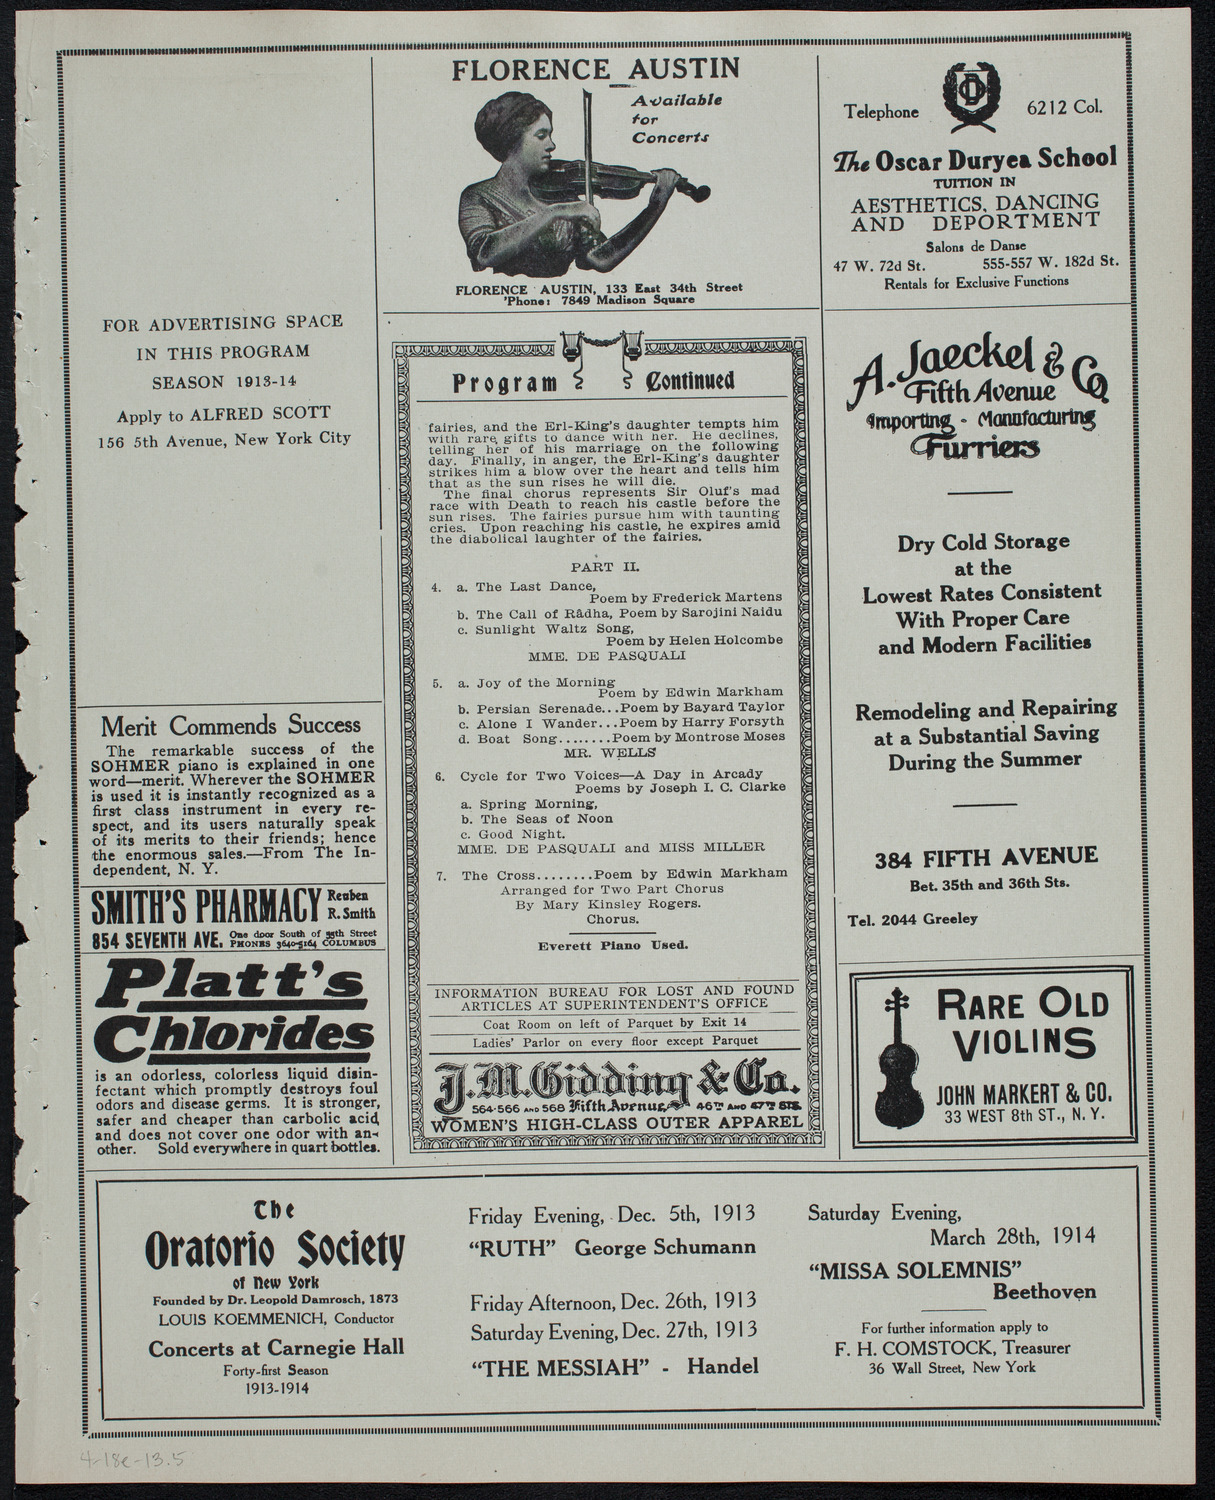 FOR ADVERTISING SPACE
IN THIS PROGRAM
SEASON 1913-14
Apply to ALFRED SCOTT
156 5th Avenue, New York City
Merit Commends Success
The remarkable success of the
SOHMER piano is explained in one
word—merit. Wherever the SOHMER
is used it is instantly recognized as a
first class instrument in every re-
spect, and its users naturally speak
of its merits to their friends; hence
the enormous sales.—From The In-
dependent, N. Y.
SMITH'S PHARMACY Reuben
R. Smith
854 SEVENTH AVE. One door South of 55th Street
PHONES 3640-5164 COLUMBUS
Platt's
Chlorides
is an odorless, colorless liquid disin-
fectant which promptly destroys foul
odors and disease germs. It is stronger,
safer and cheaper than carbolic acid
and does not cover one odor with an-
other. Sold everywhere in quart bottles.
FLORENCE AUSTIN
Available
for
Concerts
FLORENCE AUSTIN, 133 East 34th Street
'Phone: 7849 Madison Square
Program Continued
fairies, and the Erl-King's daughter tempts him
with rare gifts to dance with her. He declines,
telling her of his marriage on the following
day. Finally, in anger, the Erl-King's daughter
strikes him a blow over the heart and tells him
that as the sun rises he will die.
The final chorus represents Sir Oluf's mad
race with Death to reach his castle before the
sun rises. The fairies pursue him with taunting
cries. Upon reaching his castle, he expires amid
the diabolical laughter of the fairies.
PART II.
4. a. The Last Dance,
Poem by Frederick Martens
b. The Call of Râdha, Poem by Sarojini Naidu
c. Sunlight Waltz Song,
Poem by Helen Holcombe
MME. DE PASQUALI
5. a. Joy of the Morning
Poem by Edwin Markham
b. Persian Serenade...Poem by Bayard Taylor
c. Alone I Wander...Poem by Harry Forsyth
d. Boat Song........Poem by Montrose Moses
MR. WELLS
6. Cycle for Two Voices—A Day in Arcady
Poems by Joseph I. C. Clarke
a. Spring Morning,
b. The Seas of Noon
c. Good Night.
MME. DE PASQUALI and MISS MILLER
7. The Cross........Poem by Edwin Markham
Arranged for Two Part Chorus
By Mary Kinsley Rogers.
Chorus.
Everett Piano Used.
INFORMATION BUREAU FOR LOST AND FOUND
ARTICLES AT SUPERINTENDENT'S OFFICE
Coat Room on left of Parquet by Exit 14
Ladies' Parlor on every floor except Parquet
J.M. Gidding & Co.
564-566 AND 568 Fifth Avenue, 46TH AND 47TH STS.
WOMEN'S HIGH-CLASS OUTER APPAREL
Telephone OD 6212 Col.
The Oscar Duryea School
TUITION IN
AESTHETICS, DANCING
AND DEPORTMENT
Salons de Danse
47 W. 72d St. 555-557 W. 182d St.
Rentals for Exclusive Functions
A. Jaeckel & Co
Fifth Avenue
Importing - Manufacturing
Furriers
Dry Cold Storage
at the
Lowest Rates Consistent
With Proper Care
and Modern Facilities
Remodeling and Repairing
at a Substantial Saving
During the Summer
384 FIFTH AVENUE
Bet. 35th and 36th Sts.
Tel. 2044 Greeley
RARE OLD
VIOLINS
JOHN MARKERT & CO.
33 WEST 8th ST., N. Y.
The
Oratorio Society
of New York
Founded by Dr. Leopold Damrosch, 1873
LOUIS KOEMMENICH, Conductor
Concerts at Carnegie Hall
Forty-first Season
1913-1914
Friday Evening, Dec. 5th, 1913
"RUTH" George Schumann
Friday Afternoon, Dec. 26th, 1913
Saturday Evening, Dec. 27th, 1913
"THE MESSIAH" - Handel
Saturday Evening,
March 28th, 1914
"MISSA SOLEMNIS"
Beethoven
For further information apply to
F. H. COMSTOCK, Treasurer
36 Wall Street, New York
4-18e-13.5